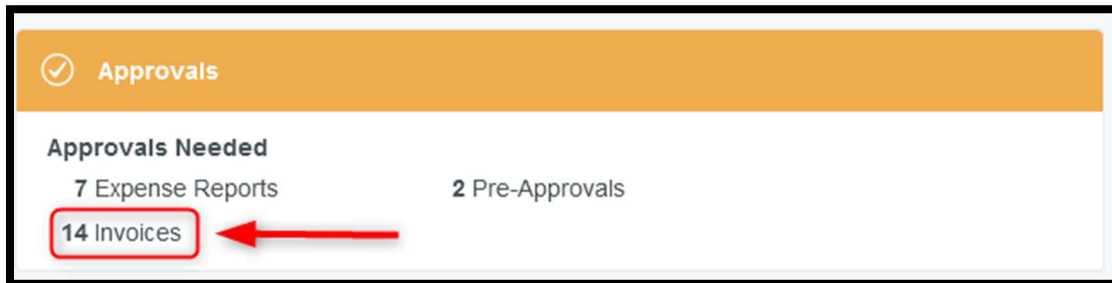 Approvals
Approvals Needed
7 Expense Reports
2 Pre-Approvals
14 Invoices